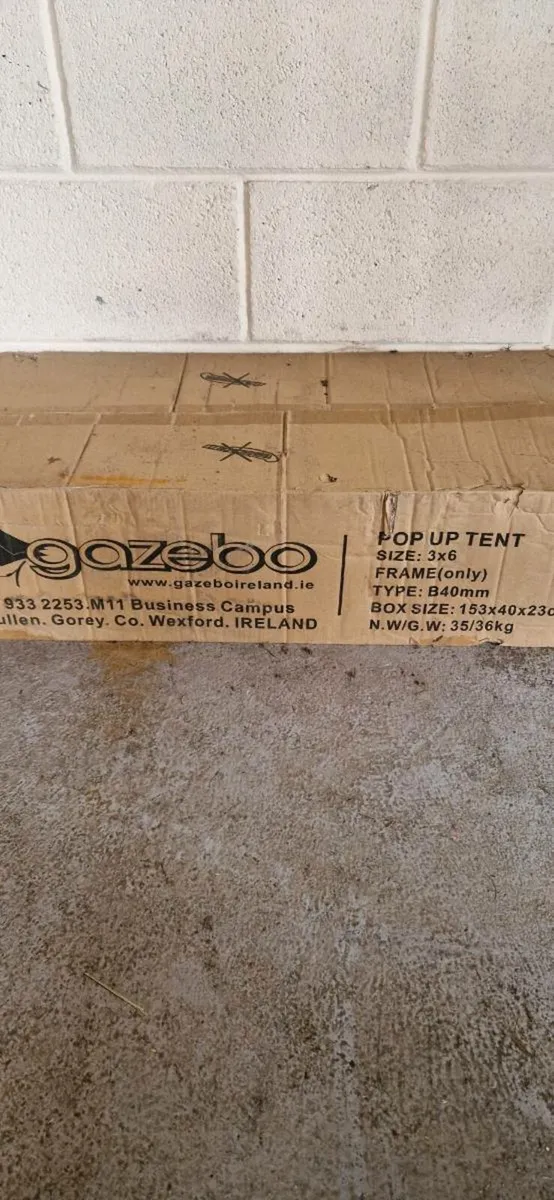 gazebo
www.gazeboireland.ie
933 2253.M11 Business Campus
ullen. Gorey. Co. Wexford. IRELAND
POP UP TENT
SIZE: 3x6
FRAME(only)
TYPE: B40mm
BOX SIZE: 153x40x23c
N.W/G.W: 35/36kg